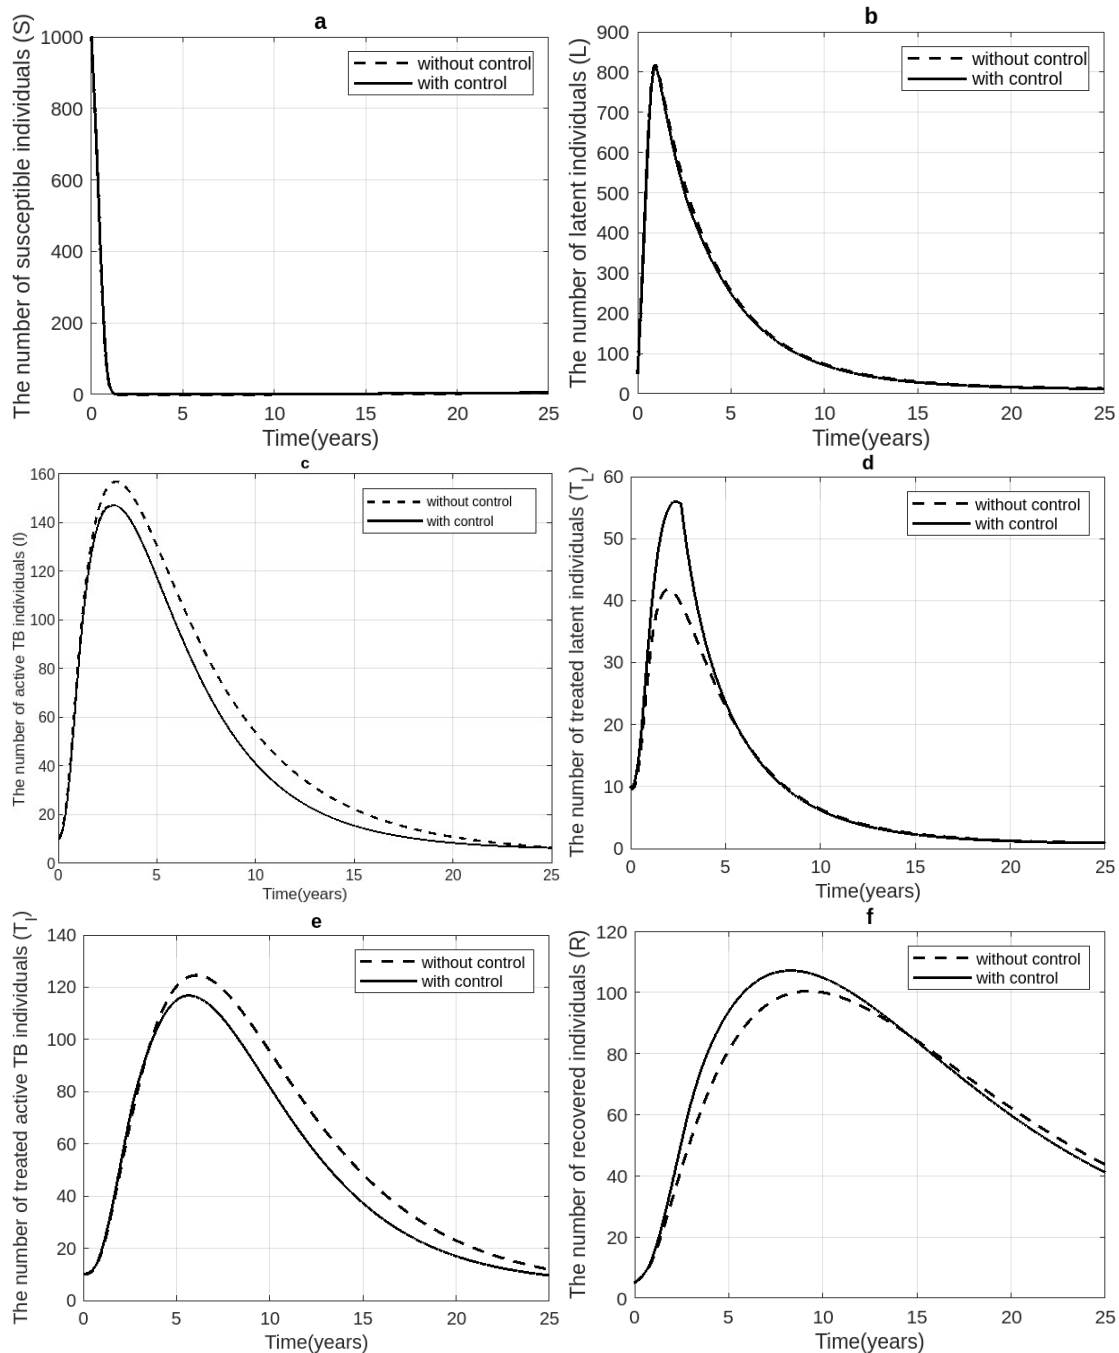 a
The number of susceptible individuals (S)
1000
800
600
400
200
0
0 5 10 15 20 25
Time(years)
without control
with control
b
The number of latent individuals (L)
900
800
700
600
500
400
300
200
100
0
0 5 10 15 20 25
Time(years)
without control
with control
c
The number of active TB individuals (I)
160
140
120
100
80
60
40
20
0
0 5 10 15 20 25
Time(years)
without control
with control
d
The number of treated latent individuals (T_L)
60
50
40
30
20
10
0
0 5 10 15 20 25
Time(years)
without control
with control
e
The number of treated active TB individuals (T_I)
140
120
100
80
60
40
20
0
0 5 10 15 20 25
Time(years)
without control
with control
f
The number of recovered individuals (R)
120
100
80
60
40
20
0
0 5 10 15 20 25
Time(years)
without control
with control